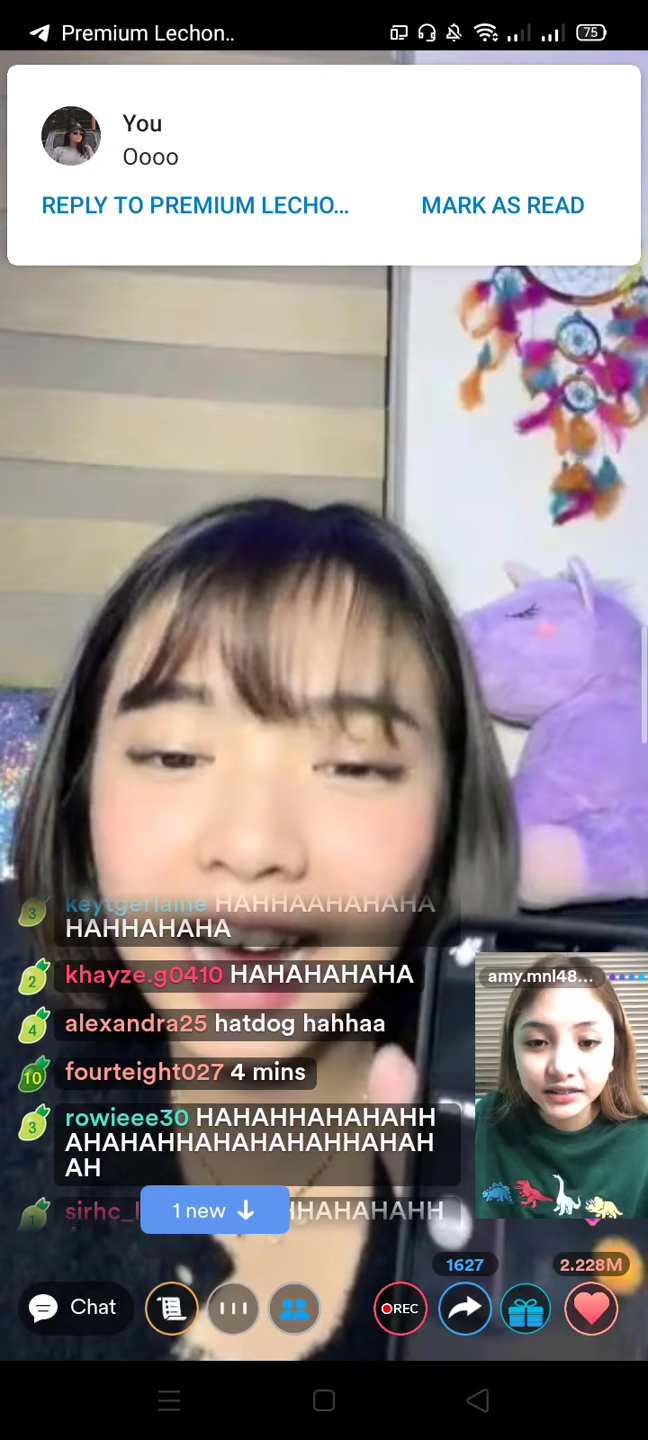 Premium Lechon..
75
You
Oooo
REPLY TO PREMIUM LECHO... MARK AS READ
3 keytgerlaine HAHHAAHAHAHA
HAHHAHAHA
amy.mnl48...
2 khayze.g0410 HAHAHAHAHA
4 alexandra25 hatdog hahhaa
10 fourteight027 4 mins
3 rowieee30 HAHAHHAHAHAHH
AHAHAHHAHAHAHAHHAHAH
AH
1 new ↓
1627
2.228M
Chat
REC